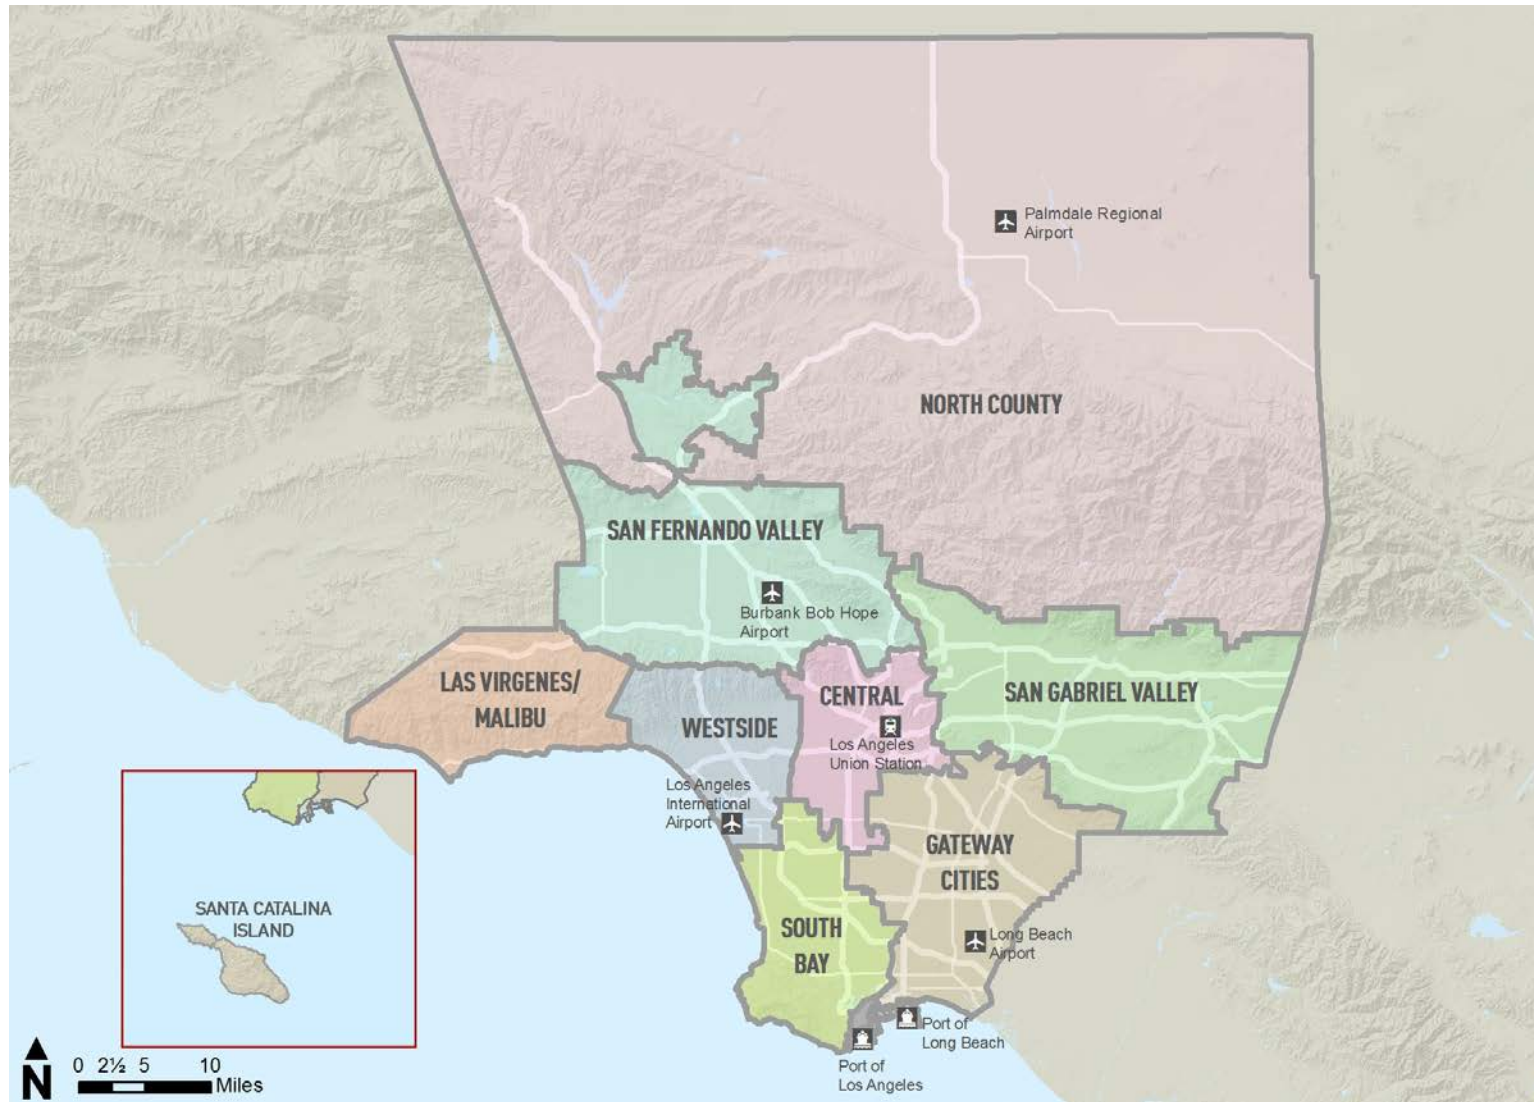 Palmdale Regional
Airport
NORTH COUNTY
SAN FERNANDO VALLEY
Burbank Bob Hope
Airport
LAS VIRGENES/
MALIBU
WESTSIDE
CENTRAL
Los Angeles
Union Station
SAN GABRIEL VALLEY
Los Angeles
International
Airport
GATEWAY
CITIES
SOUTH
BAY
Long Beach
Airport
Port of
Long Beach
Port of
Los Angeles
SANTA CATALINA
ISLAND
N
0 2½ 5 10
Miles